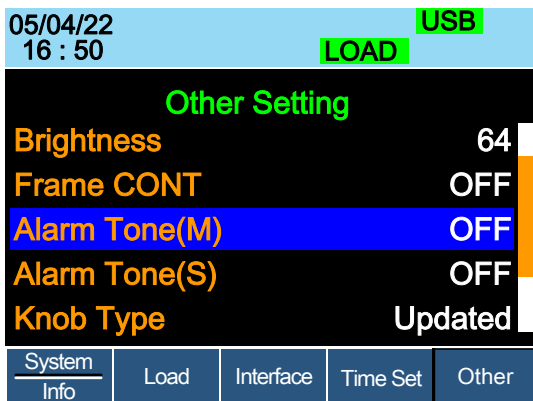 05/04/22 USB
16 : 50 LOAD
Other Setting
Brightness 64
Frame CONT OFF
Alarm Tone(M) OFF
Alarm Tone(S) OFF
Knob Type Updated
System Load Interface Time Set Other
Info